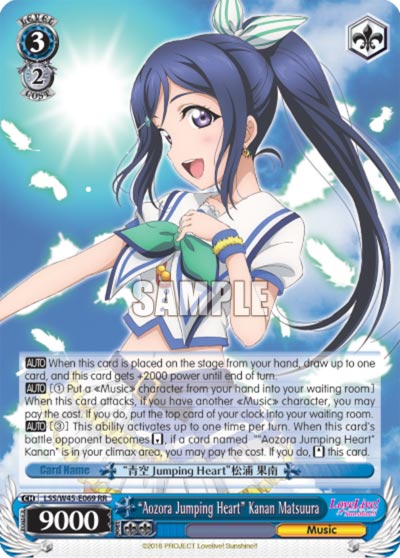 LEVEL
3
2
COST
SAMPLE
AUTO When this card is placed on the stage from your hand, draw up to one
card, and this card gets +2000 power until end of turn.
AUTO [① Put a «Music» character from your hand into your waiting room]
When this card attacks, if you have another «Music» character, you may
pay the cost. If you do, put the top card of your clock into your waiting room.
AUTO [③] This ability activates up to one time per turn. When this card's
battle opponent becomes, if a card named ""Aozora Jumping Heart"
Kanan" is in your climax area, you may pay the cost. If you do, this card.
Card Name
"青空 Jumping Heart"松浦 果南
CH LSS/W45-E069 RR
"Aozora Jumping Heart" Kanan Matsuura
LoveLive!
Sunshine!!
POWER
9000
Music
©2016 PROJECT Lovelive! Sunshine!!